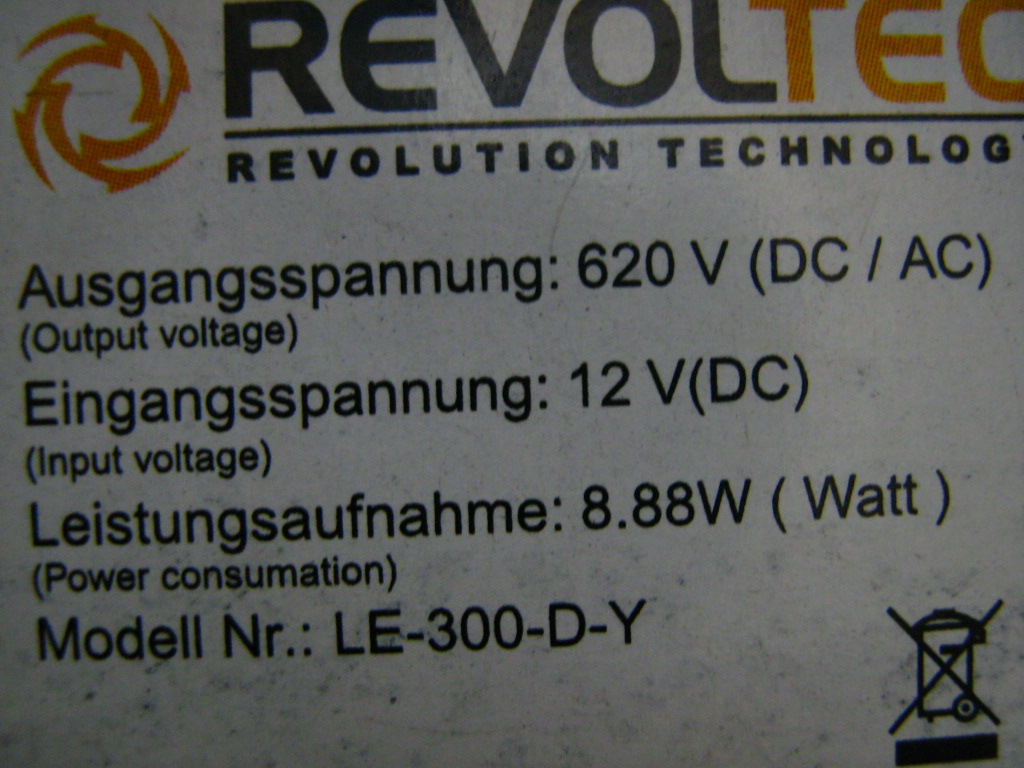 REVOLTEC
REVOLUTION TECHNOLOG
Ausgangsspannung: 620 V (DC / AC)
(Output voltage)
Eingangsspannung: 12 V(DC)
(Input voltage)
Leistungsaufnahme: 8.88W ( Watt )
(Power consumation)
Modell Nr.: LE-300-D-Y